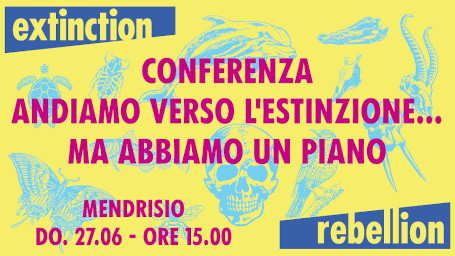 extinction
CONFERENZA
ANDIAMO VERSO L'ESTINZIONE...
MA ABBIAMO UN PIANO
MENDRISIO
DO. 27.06 - ORE 15.00
rebellion